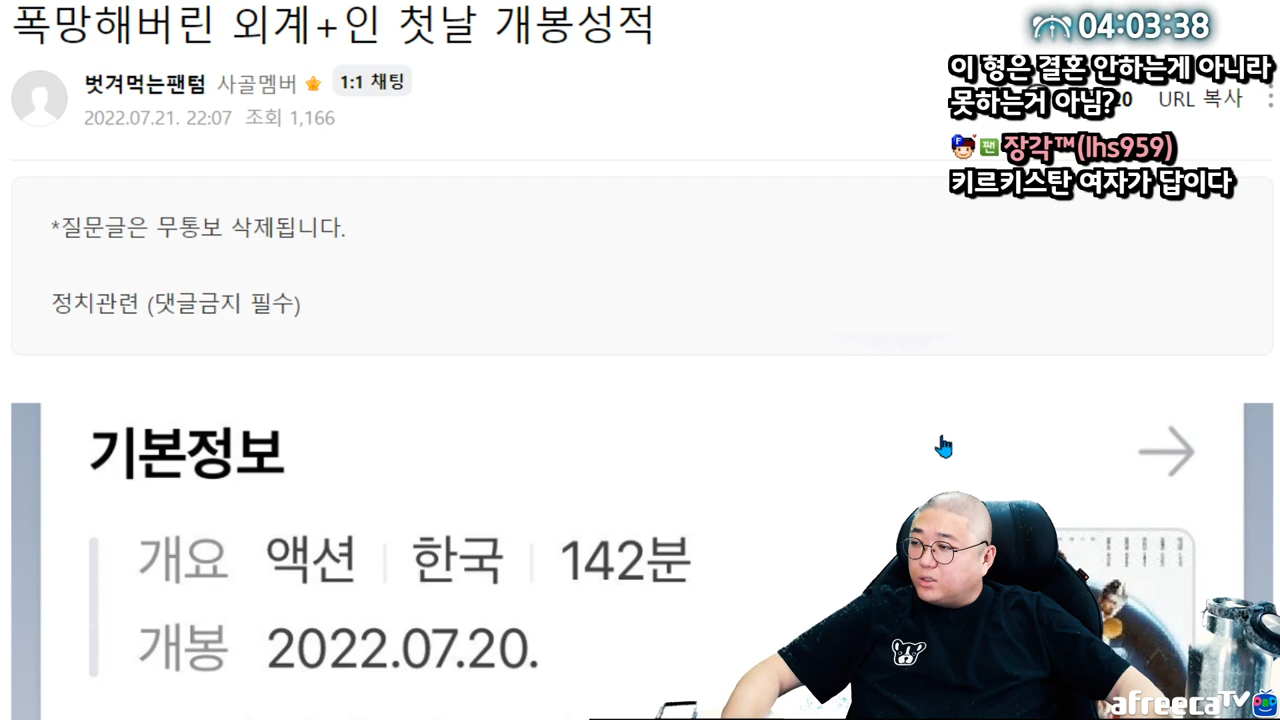 폭망해버린 외계+인 첫날 개봉성적
04:03:38
벗겨먹는팬텀 사골멤버 1:1 채팅
2022.07.21. 22:07 조회 1,166
20 URL 복사
이 형은 결혼 안하는게 아니라
못하는거 아님?
팬 장각™(lhs959)
키르키스탄 여자가 답이다
*질문글은 무통보 삭제됩니다.
정치관련 (댓글금지 필수)
기본정보
개요 액션 한국 142분
개봉 2022.07.20.
afreecaTV